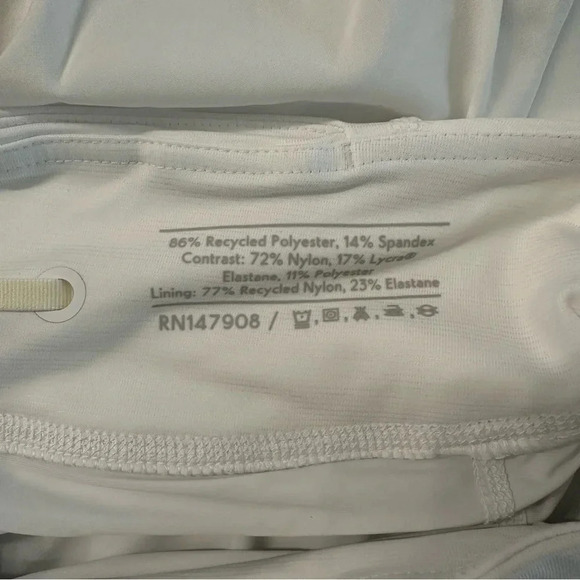 86% Recycled Polyester, 14% Spandex
Contrast: 72% Nylon, 17% Lycra®
Elastane, 11% Polyester
Lining: 77% Recycled Nylon, 23% Elastane
RN147908 /